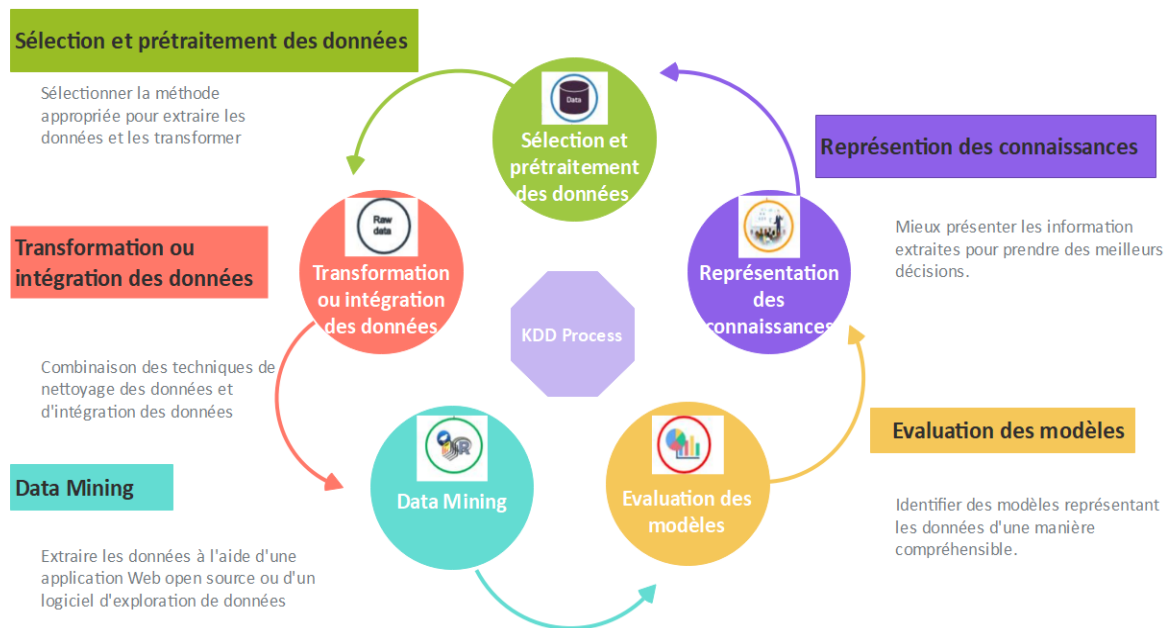 Sélection et prétraitement des données
Sélectionner la méthode
appropriée pour extraire les
données et les transformer
Data
Sélection et
prétraitement
des données
Représention des connaissances
Mieux présenter les information
extraites pour prendre des meilleurs
décisions.
Transformation ou
intégration des données
Raw
data
Transformation
ou intégration
des données
Représentation
des
connaissances
KDD Process
Combinaison des techniques de
nettoyage des données et
d'intégration des données
Data Mining
Extraire les données à l'aide d'une
application Web open source ou d'un
logiciel d'exploration de données
R
Data Mining
Evaluation des
modèles
Evaluation des modèles
Identifier des modèles représentant
les données d'une manière
compréhensible.